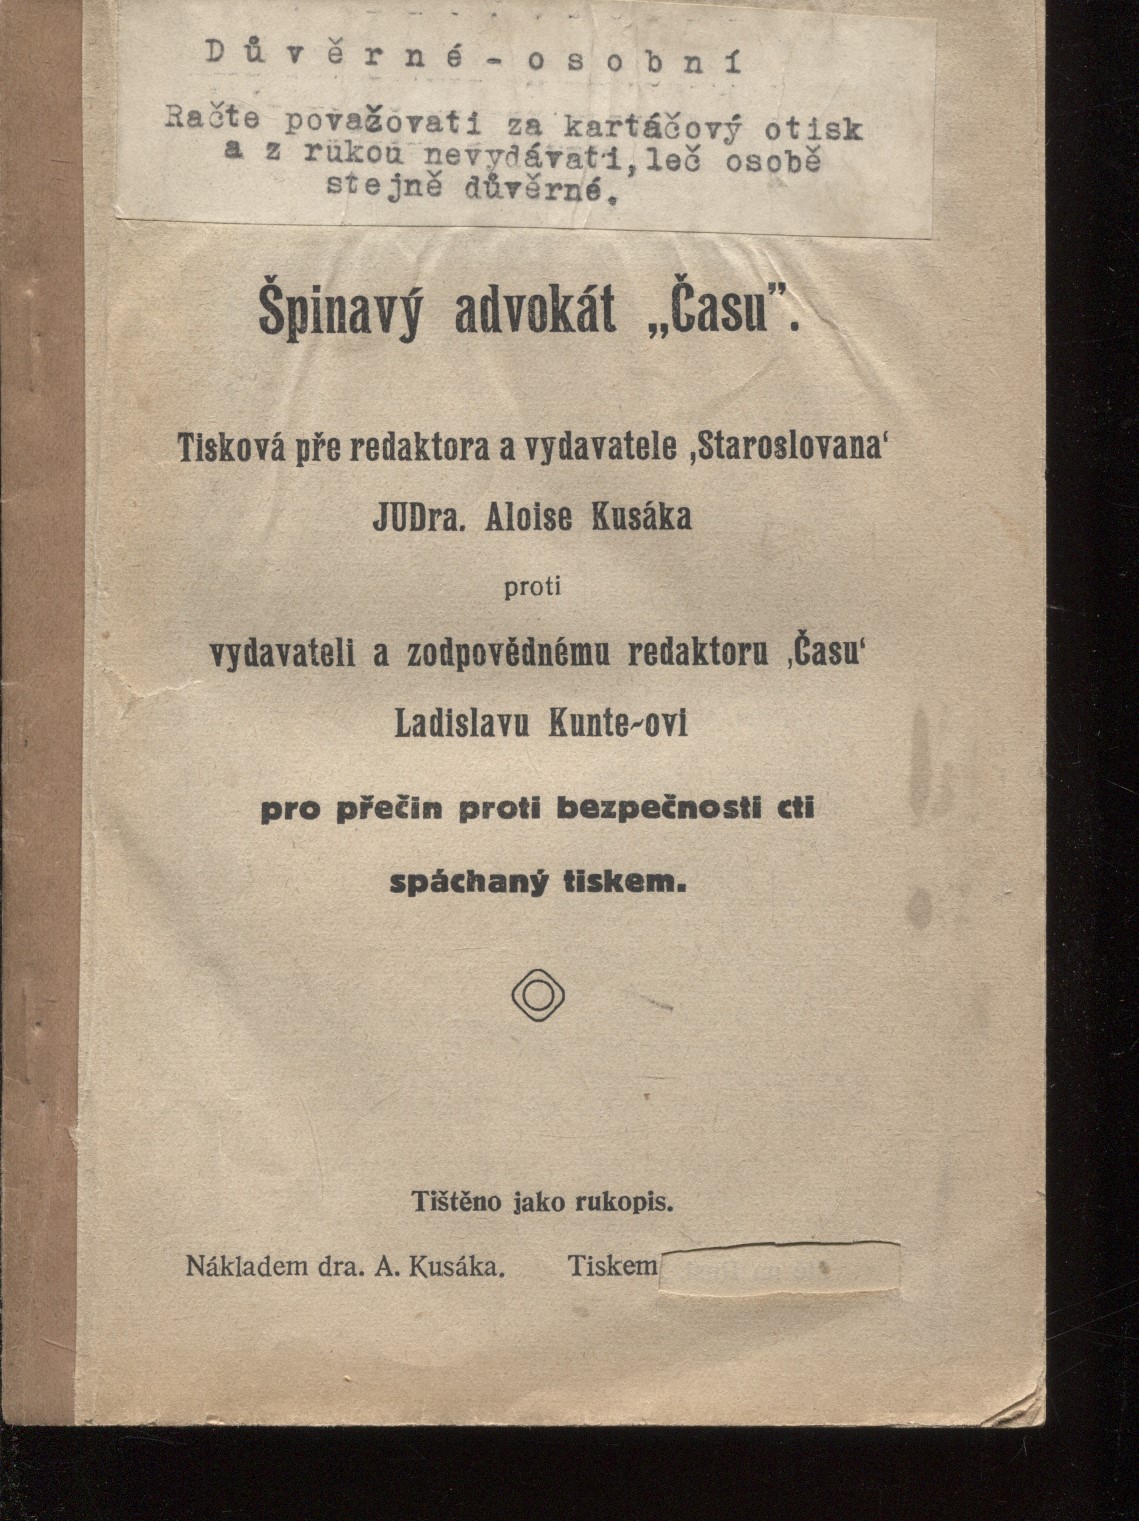 Důvěrné-osobní
Račte považovati za kartáčový otisk
a z rukou nevydávati, leč osobě
stejně důvěrné.
Špinavý advokát „Času”.
Tisková pře redaktora a vydavatele ‚Staroslovana‘
JUDra. Aloise Kusáka
proti
vydavateli a zodpovědnému redaktoru ‚Času‘
Ladislavu Kunte-ovi
pro přečin proti bezpečnosti cti
spáchaný tiskem.
Tištěno jako rukopis.
Nákladem dra. A. Kusáka. Tiskem